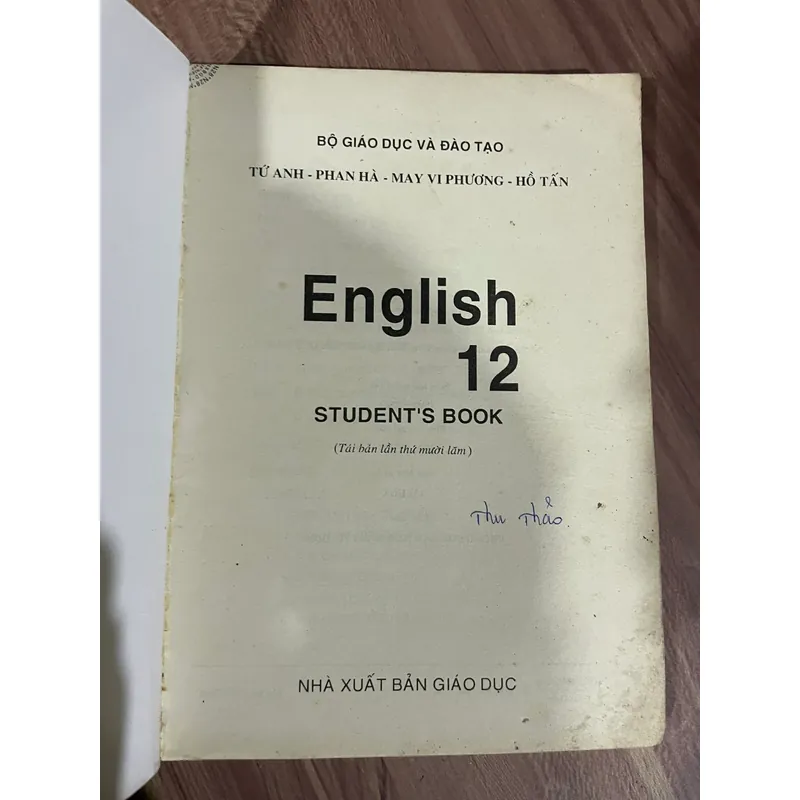 BỘ GIÁO DỤC VÀ ĐÀO TẠO
TỨ ANH - PHAN HÀ - MAY VI PHƯƠNG - HỒ TẤN
English
12
STUDENT'S BOOK
(Tái bản lần thứ mười lăm)
Thu Thảo
NHÀ XUẤT BẢN GIÁO DỤC